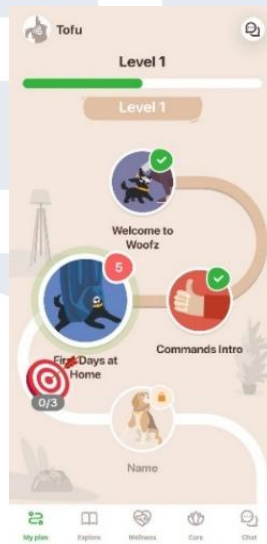 Tofu
Level 1
Level 1
Welcome to
Woofz
5
Commands Intro
First Days at
Home
0/3
Name
My plan
Explore
Wellness
Care
Chat